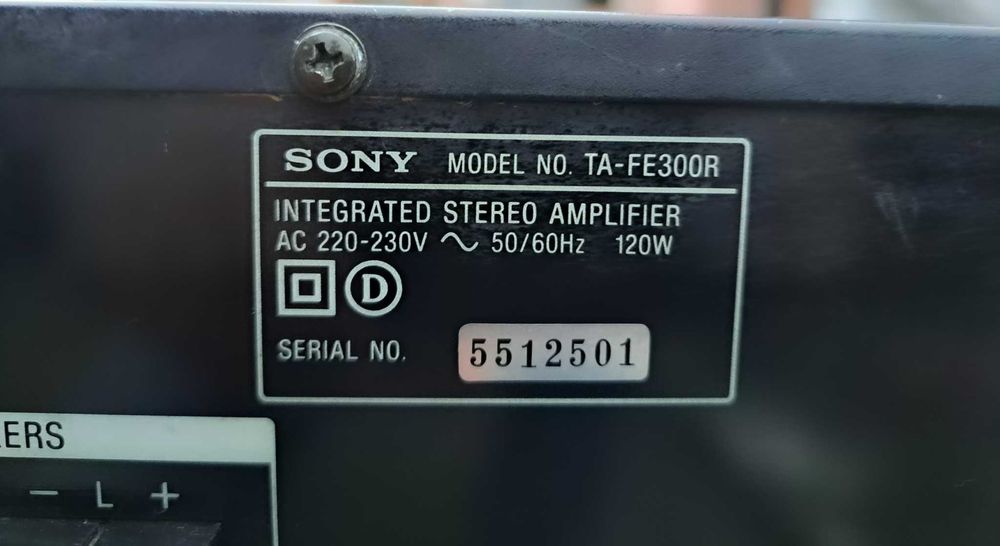 SONY MODEL NO. TA-FE300R
INTEGRATED STEREO AMPLIFIER
AC 220-230V ~ 50/60Hz 120W
D
SERIAL NO. 5512501
ERS
− L +